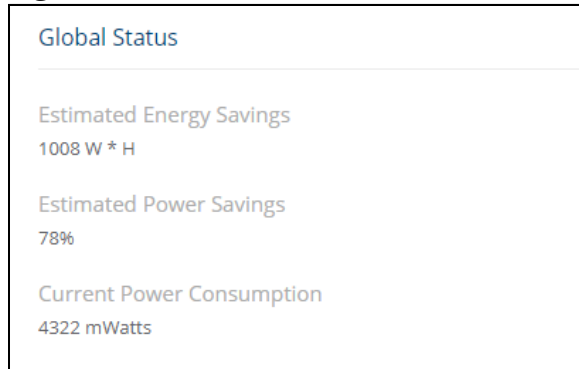 Global Status
Estimated Energy Savings
1008 W * H
Estimated Power Savings
78%
Current Power Consumption
4322 mWatts